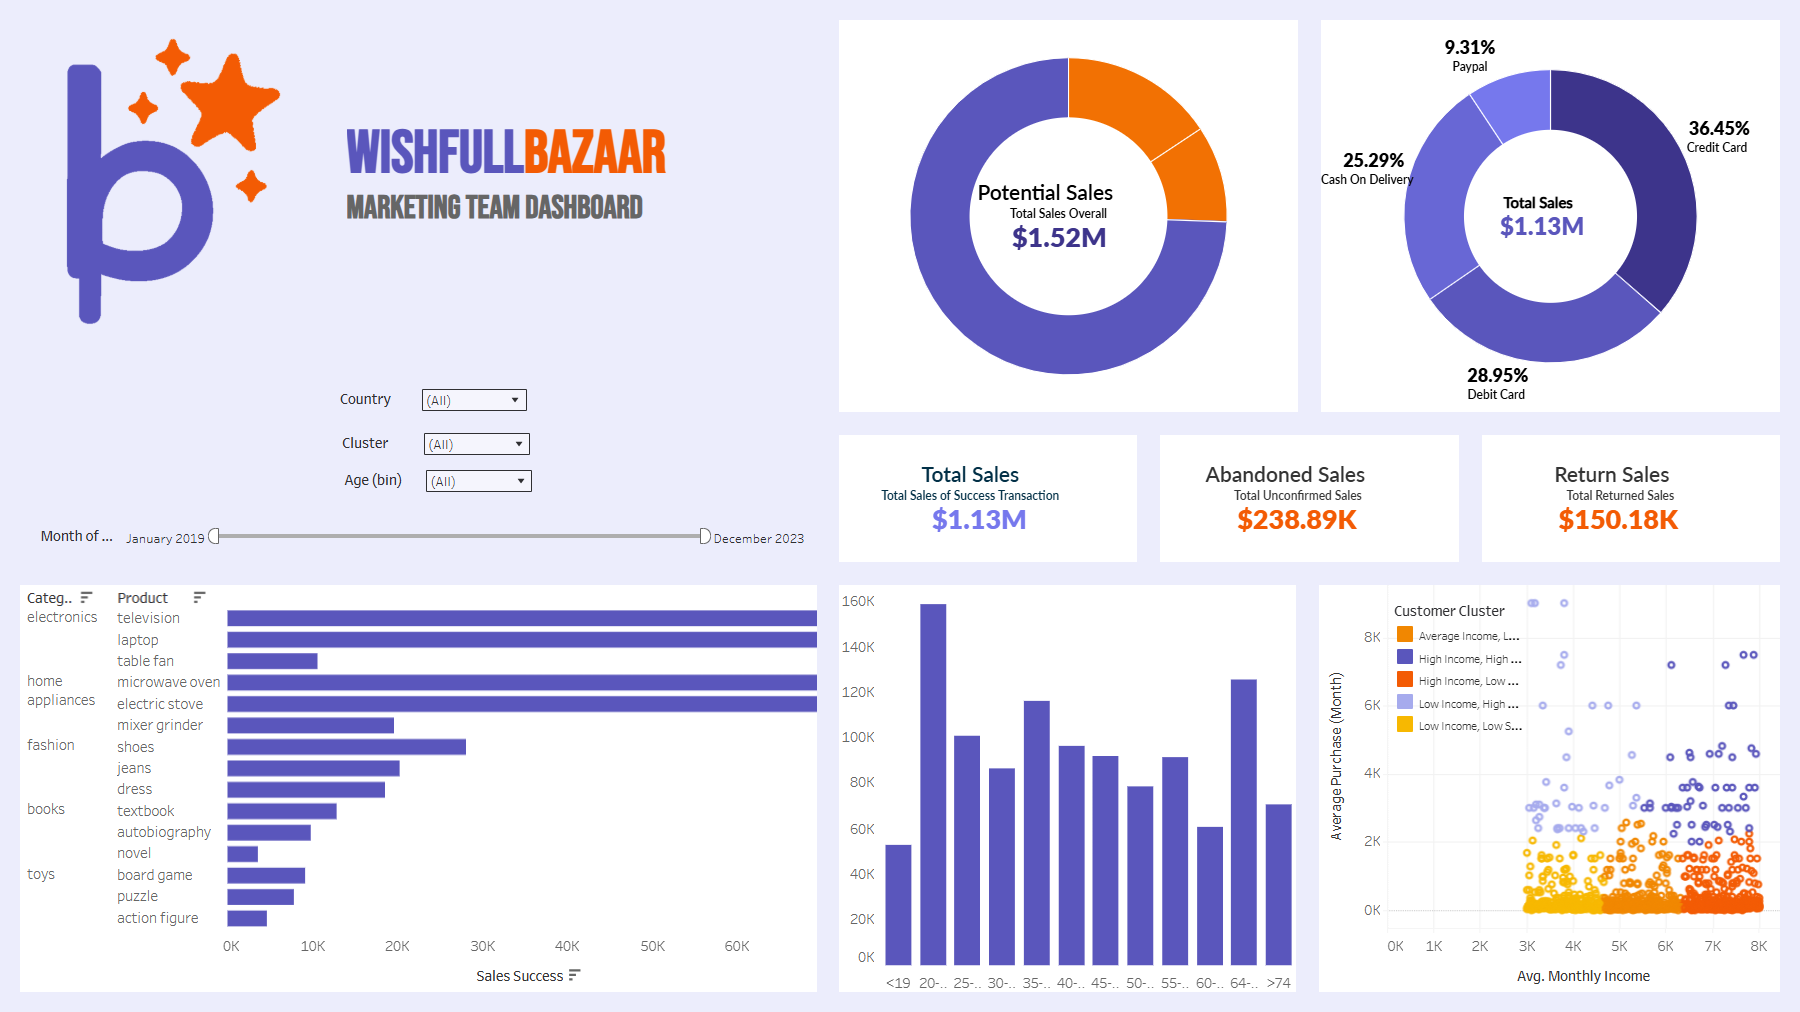 WISHFULLBAZAAR
MARKETING TEAM DASHBOARD
Country
(All)
Cluster
(All)
Age (bin)
(All)
Month of ...
January 2019
December 2023
Potential Sales
Total Sales Overall
$1.52M
9.31%
Paypal
36.45%
Credit Card
25.29%
Cash On Delivery
Total Sales
$1.13M
28.95%
Debit Card
Total Sales
Total Sales of Success Transaction
$1.13M
Abandoned Sales
Total Unconfirmed Sales
$238.89K
Return Sales
Total Returned Sales
$150.18K
Categ.. Product
electronics television
laptop
table fan
home microwave oven
appliances electric stove
mixer grinder
fashion shoes
jeans
dress
books textbook
autobiography
novel
toys board game
puzzle
action figure
0K 10K 20K 30K 40K 50K 60K
Sales Success
160K
140K
120K
100K
80K
60K
40K
20K
0K
<19 20-.. 25-.. 30-.. 35-.. 40-.. 45-.. 50-.. 55-.. 60-.. 64-.. >74
Customer Cluster
Average Income, L...
High Income, High ...
High Income, Low ...
Low Income, High ...
Low Income, Low S...
Average Purchase (Month)
8K
6K
4K
2K
0K
0K 1K 2K 3K 4K 5K 6K 7K 8K
Avg. Monthly Income